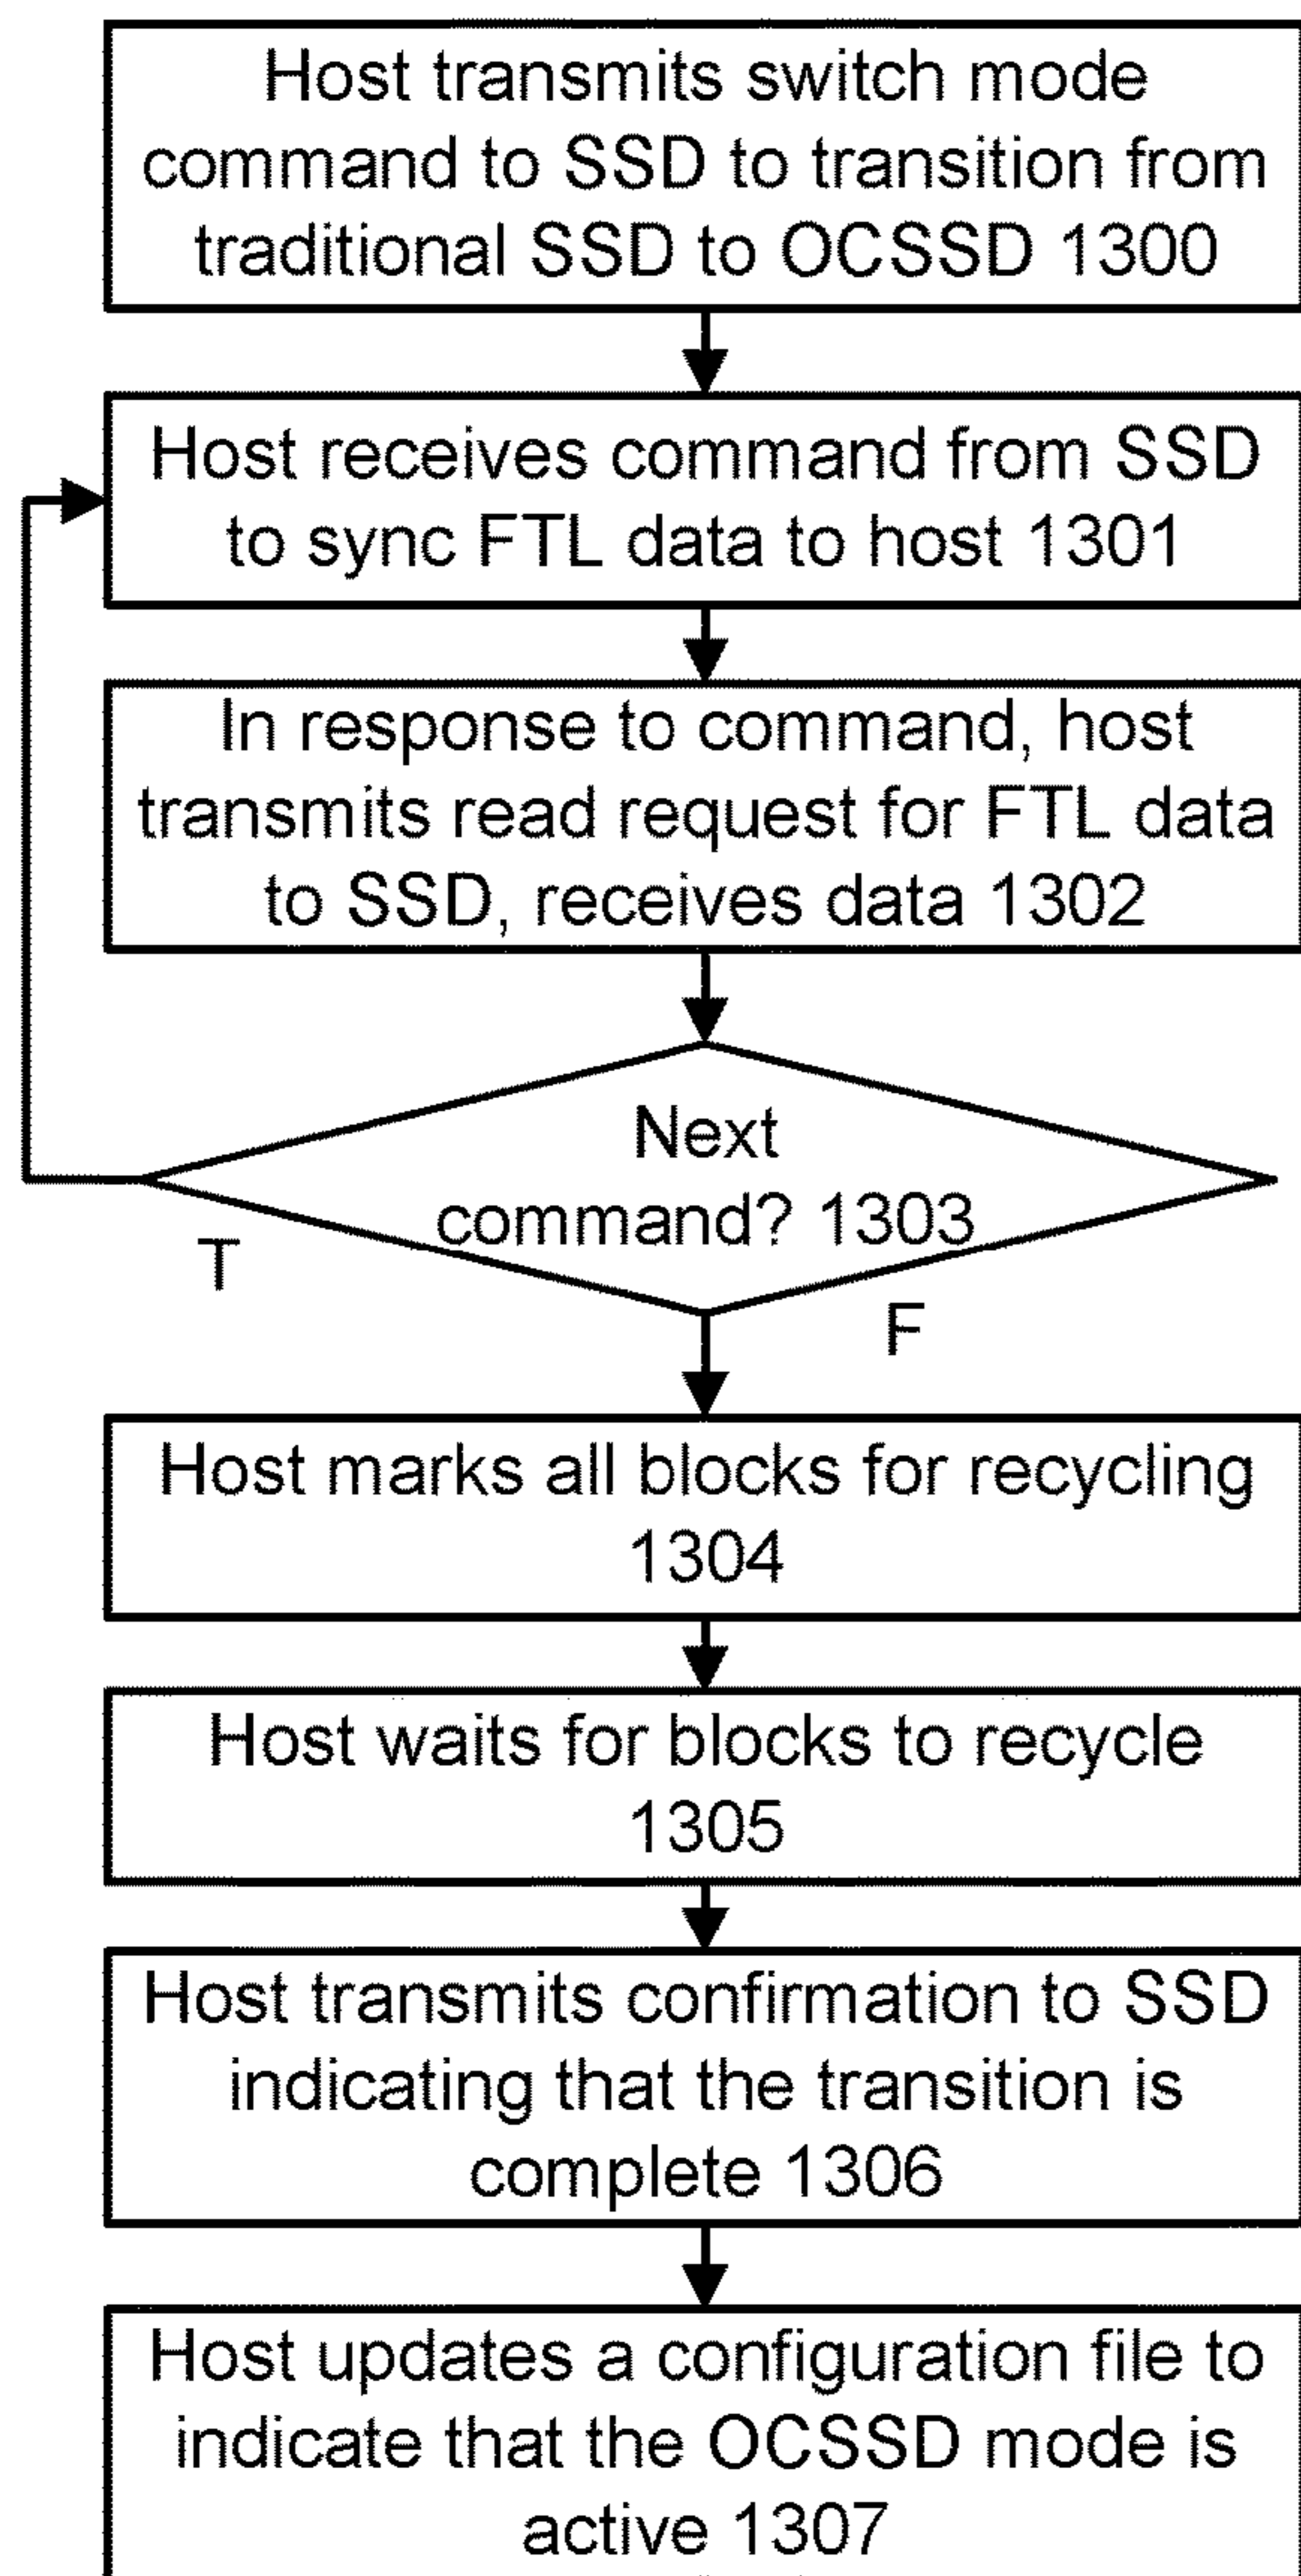 Host transmits switch mode
command to SSD to transition from
traditional SSD to OCSSD 1300
Host receives command from SSD
to sync FTL data to host 1301
In response to command, host
transmits read request for FTL data
to SSD, receives data 1302
Next
command? 1303
T
F
Host marks all blocks for recycling
1304
Host waits for blocks to recycle
1305
Host transmits confirmation to SSD
indicating that the transition is
complete 1306
Host updates a configuration file to
indicate that the OCSSD mode is
active 1307